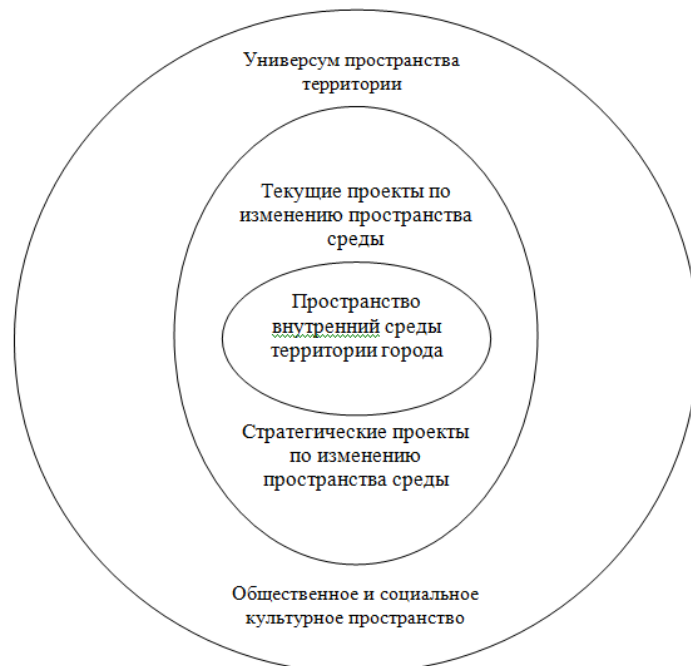 Универсум пространства
территории
Текущие проекты по
изменению пространства
среды
Пространство
внутренний среды
территории города
Стратегические проекты
по изменению
пространства среды
Общественное и социальное
культурное пространство